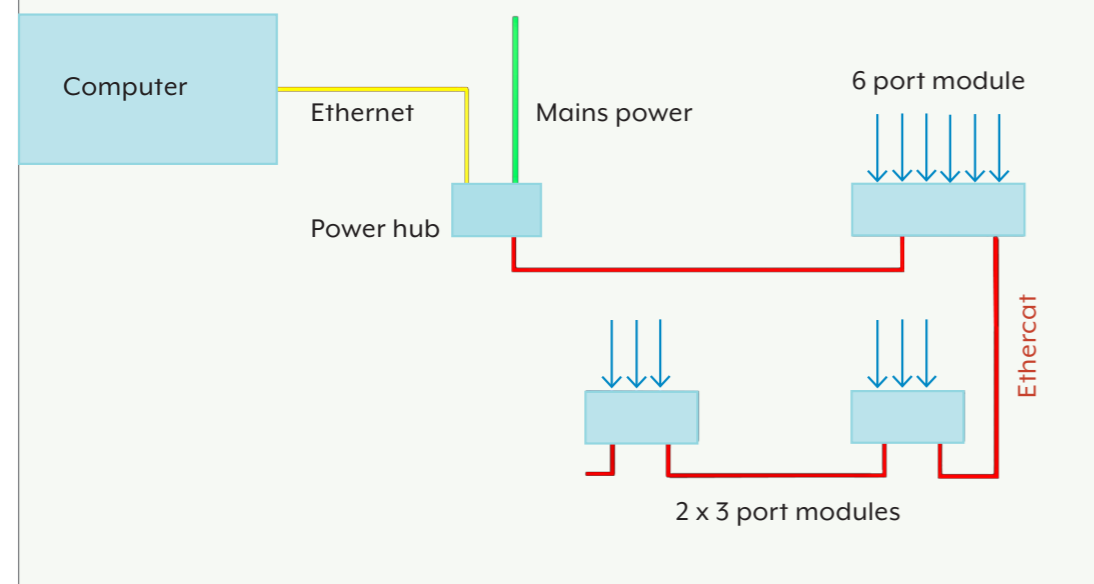 Computer
Ethernet
Mains power
6 port module
Power hub
Ethercat
2 x 3 port modules